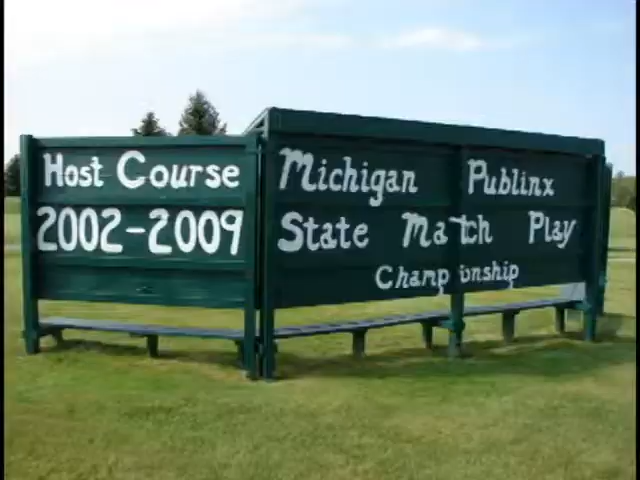 Host Course
2002-2009
Michigan Publinx
State Match Play
Championship